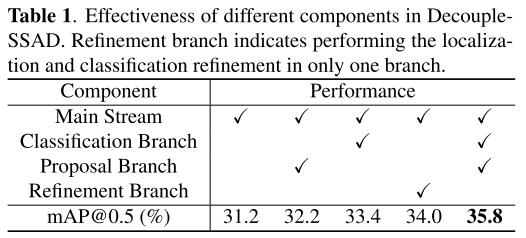 Table 1. Effectiveness of different components in Decouple-
SSAD. Refinement branch indicates performing the localiza-
tion and classification refinement in only one branch.
Component Performance
Main Stream ✓ ✓ ✓ ✓ ✓
Classification Branch ✓ ✓
Proposal Branch ✓ ✓
Refinement Branch ✓
mAP@0.5 (%) 31.2 32.2 33.4 34.0 35.8